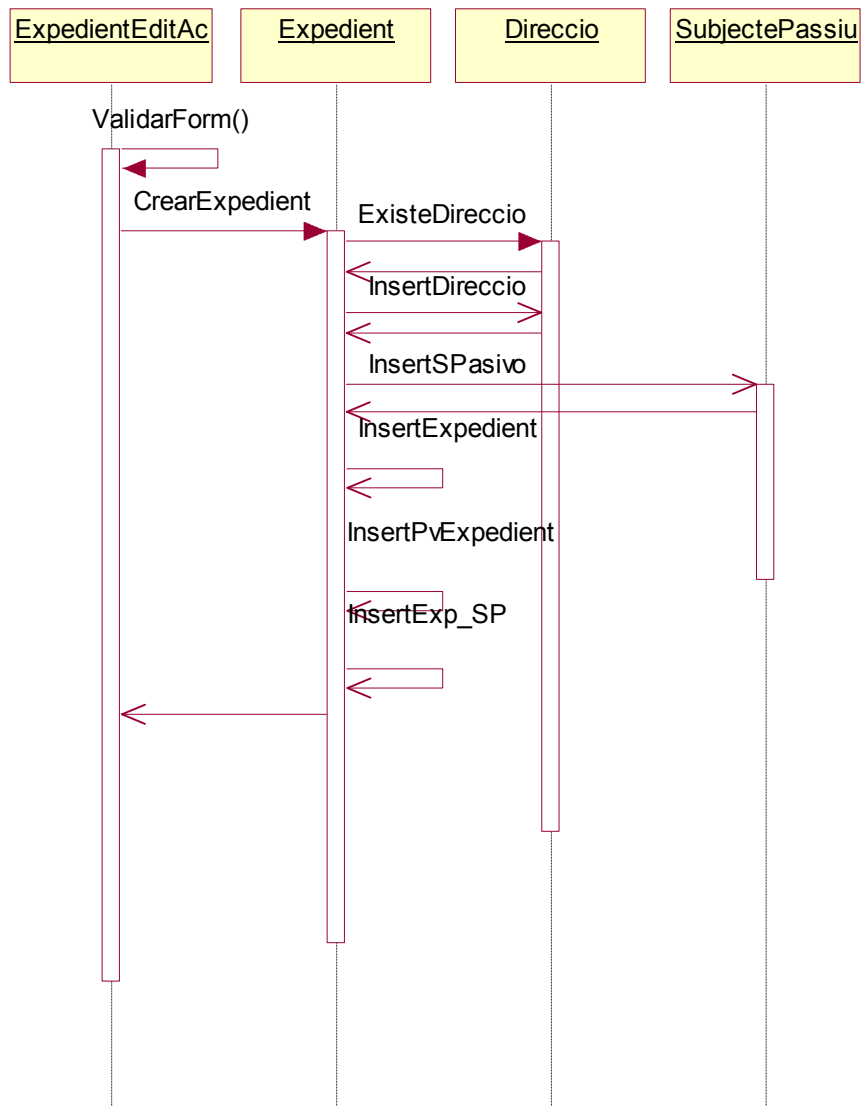 ExpedientEditAc
Expedient
Direccio
SubjectePassiu
ValidarForm()
CrearExpedient
ExisteDireccio
InsertDireccio
InsertSPasivo
InsertExpedient
InsertPvExpedient
InsertExp_SP